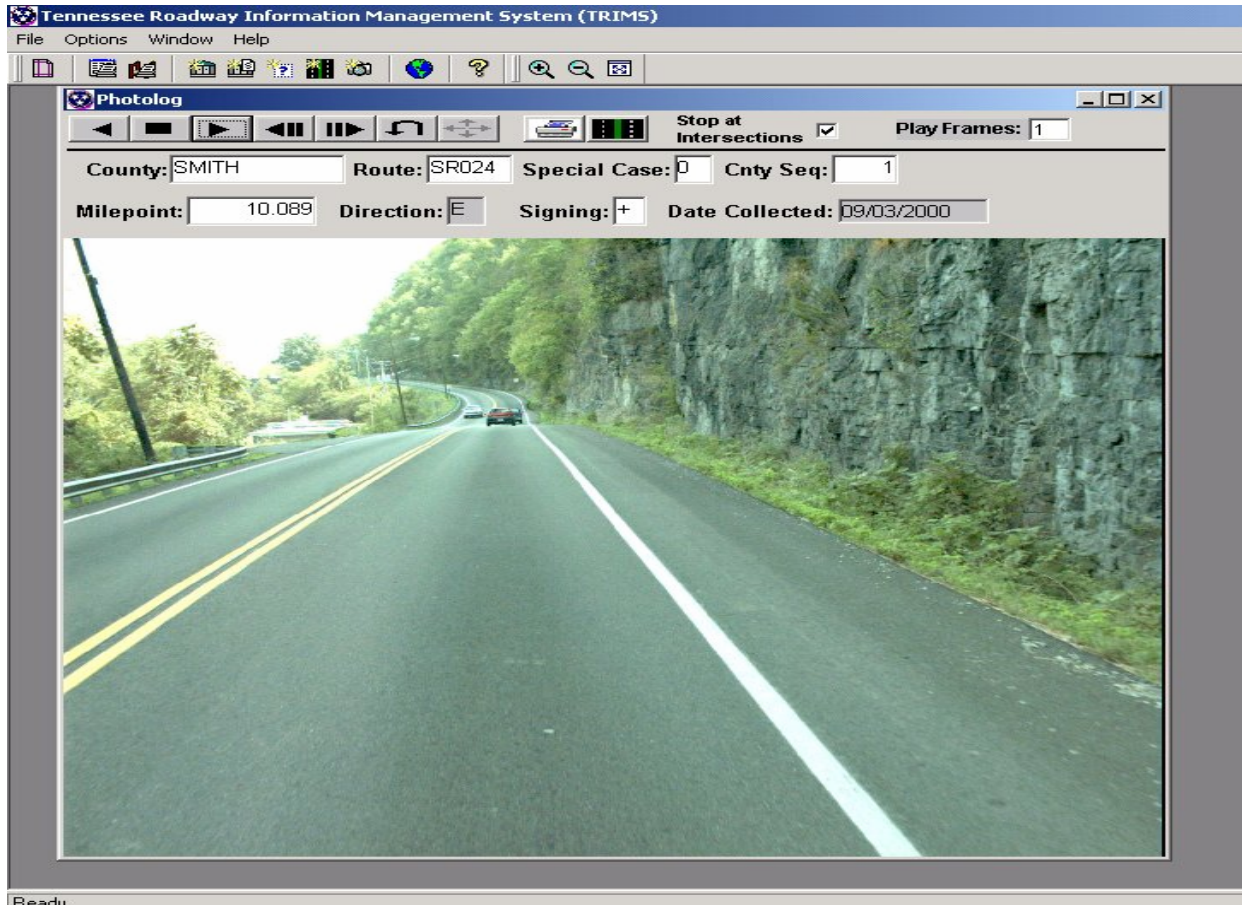 Tennessee Roadway Information Management System (TRIMS)
File Options Window Help
Photolog
Stop at Intersections Play Frames: 1
County: SMITH Route: SR024 Special Case: 0 Cnty Seq: 1
Milepoint: 10.089 Direction: E Signing: + Date Collected: 09/03/2000
Ready